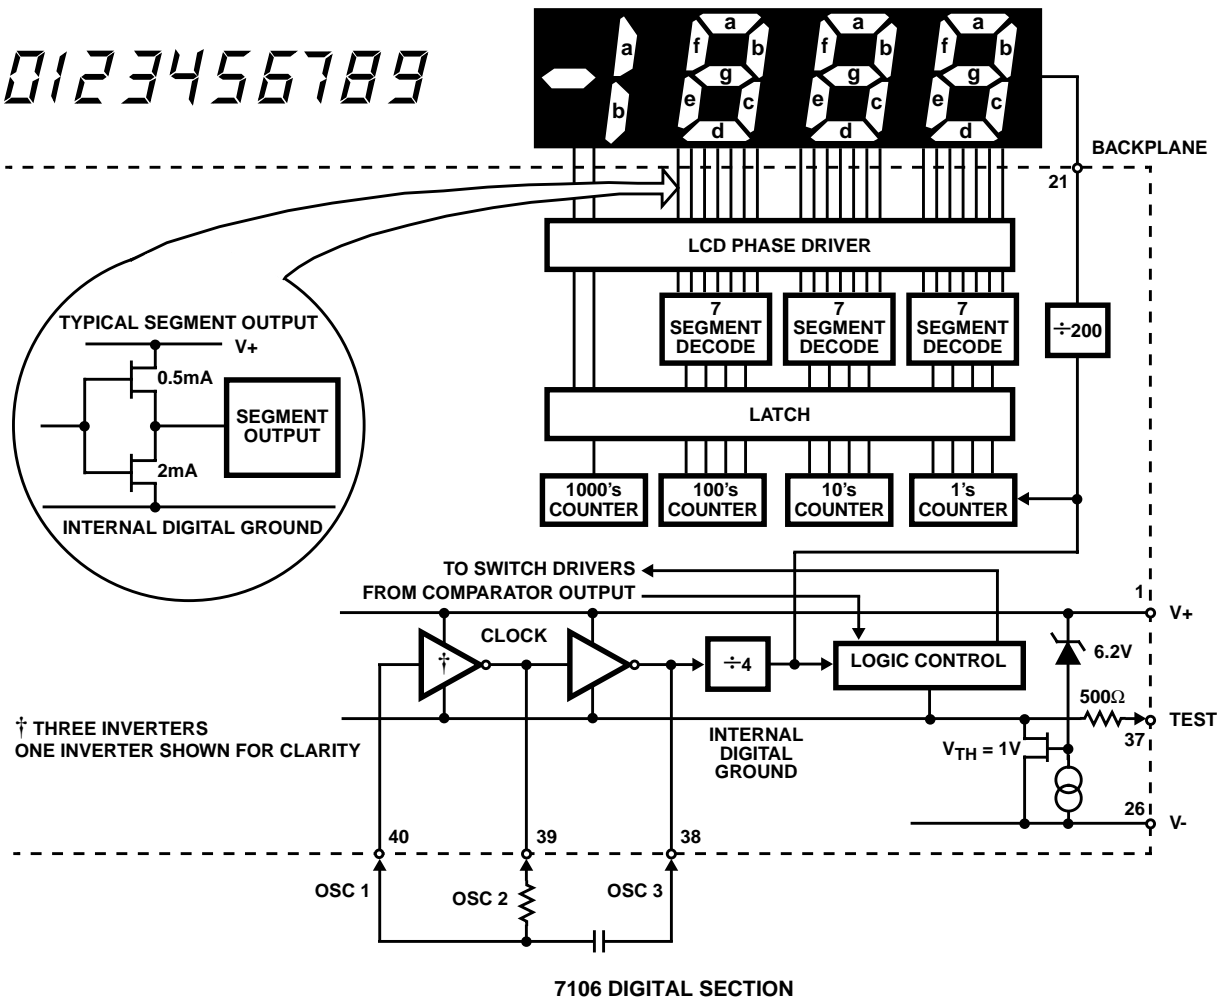 0123456789
a
b
a
f
b
g
e
c
d
a
f
b
g
e
c
d
a
f
b
g
e
c
d
BACKPLANE
21
LCD PHASE DRIVER
TYPICAL SEGMENT OUTPUT
V+
0.5mA
SEGMENT
OUTPUT
2mA
INTERNAL DIGITAL GROUND
7
SEGMENT
DECODE
7
SEGMENT
DECODE
7
SEGMENT
DECODE
÷200
LATCH
1000's
COUNTER
100's
COUNTER
10's
COUNTER
1's
COUNTER
TO SWITCH DRIVERS
FROM COMPARATOR OUTPUT
1
V+
CLOCK
†
÷4
LOGIC CONTROL
6.2V
500Ω
TEST
37
† THREE INVERTERS
ONE INVERTER SHOWN FOR CLARITY
INTERNAL
DIGITAL
GROUND
VTH = 1V
26
V-
40
39
38
OSC 1
OSC 2
OSC 3
7106 DIGITAL SECTION